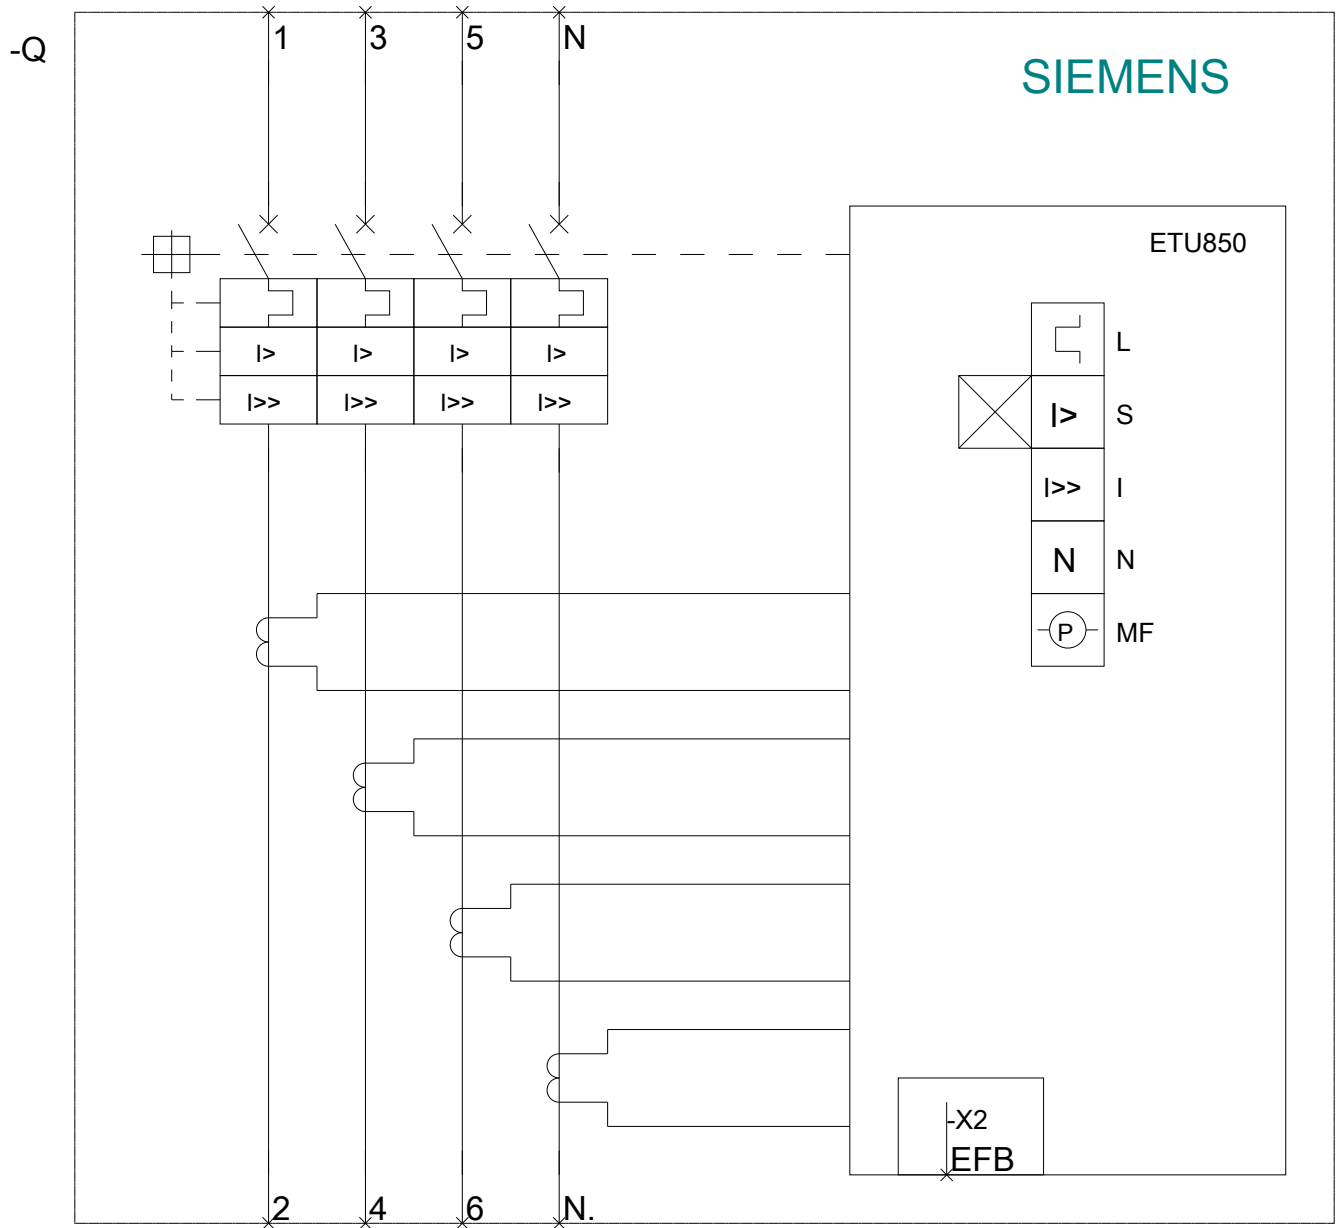 1 3 5 N
-Q
SIEMENS
ETU850
L
I> I> I> I>
I>> I>> I>> I>>
I> S
I>> I
N N
P MF
-X2
EFB
2 4 6 N.